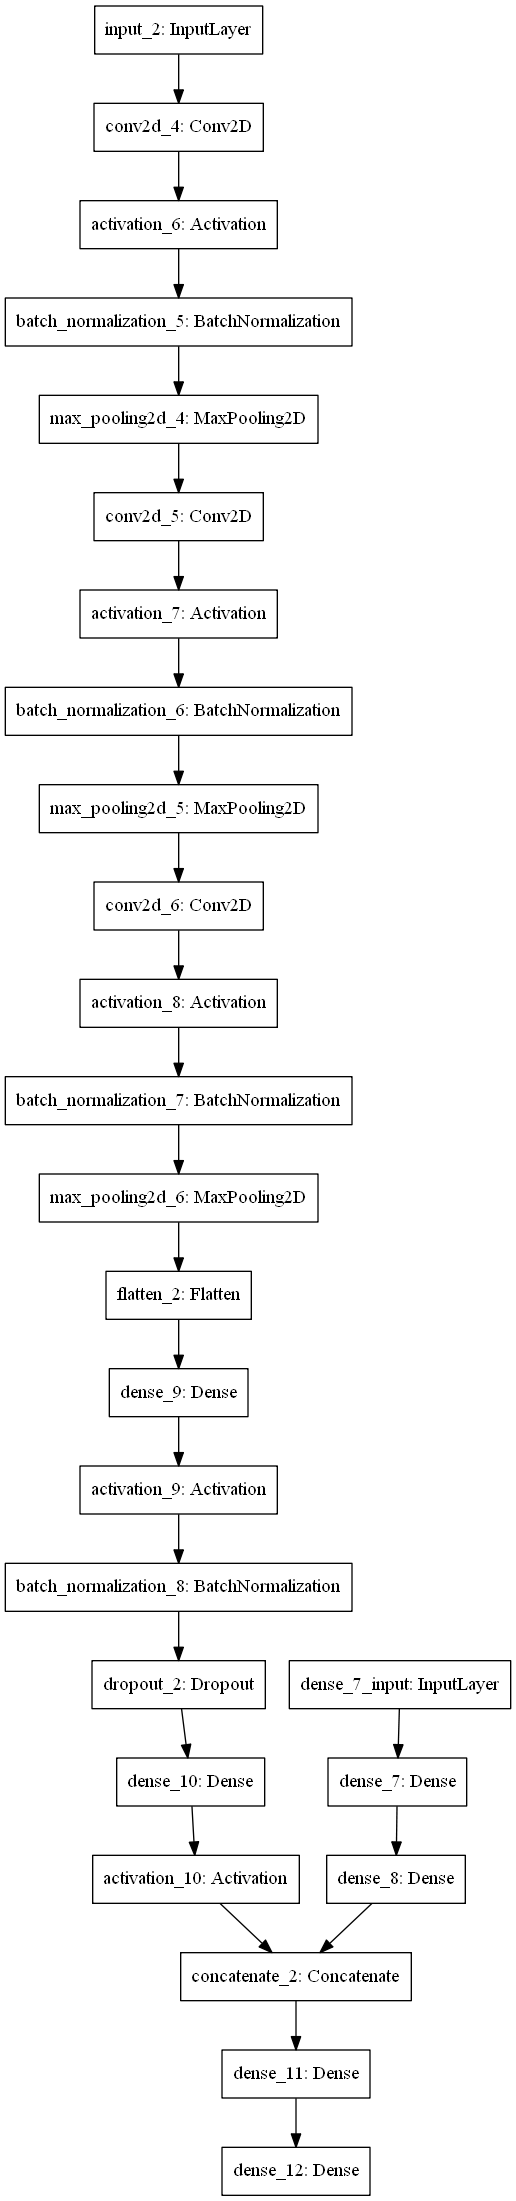 input_2: InputLayer
conv2d_4: Conv2D
activation_6: Activation
batch_normalization_5: BatchNormalization
max_pooling2d_4: MaxPooling2D
conv2d_5: Conv2D
activation_7: Activation
batch_normalization_6: BatchNormalization
max_pooling2d_5: MaxPooling2D
conv2d_6: Conv2D
activation_8: Activation
batch_normalization_7: BatchNormalization
max_pooling2d_6: MaxPooling2D
flatten_2: Flatten
dense_9: Dense
activation_9: Activation
batch_normalization_8: BatchNormalization
dropout_2: Dropout
dense_7_input: InputLayer
dense_10: Dense
dense_7: Dense
activation_10: Activation
dense_8: Dense
concatenate_2: Concatenate
dense_11: Dense
dense_12: Dense